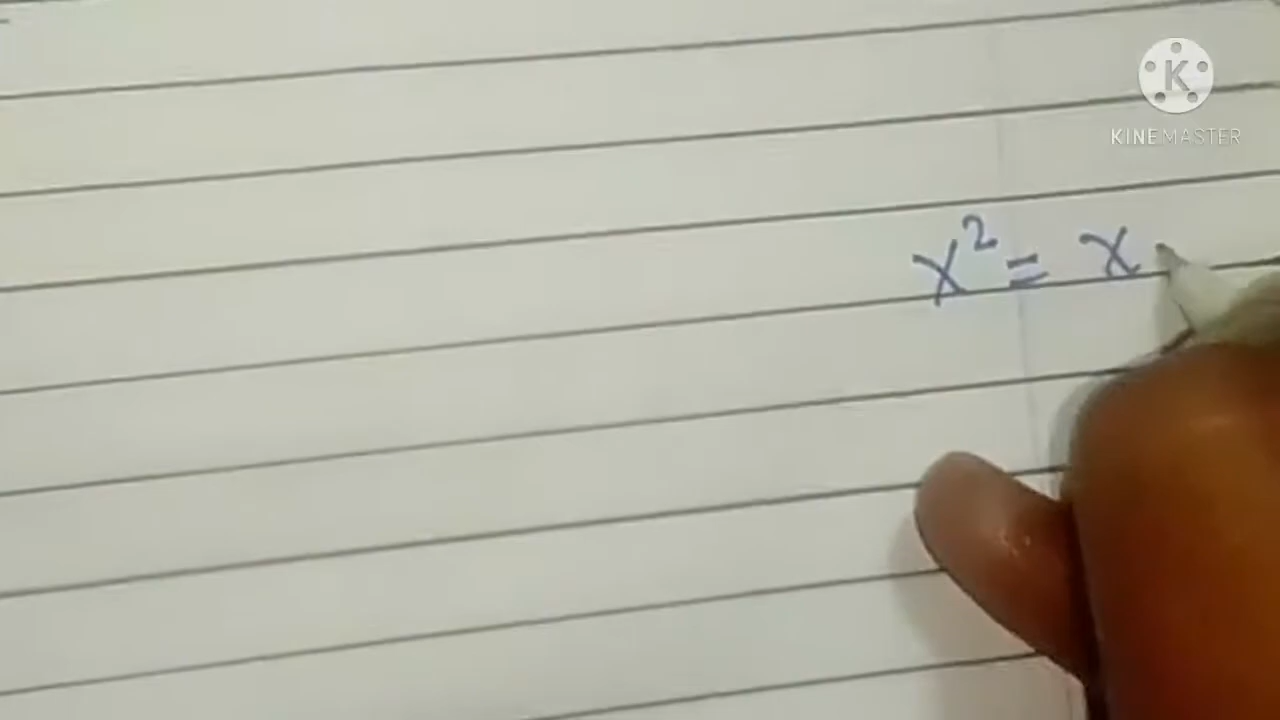 K
KINEMASTER
x² = x